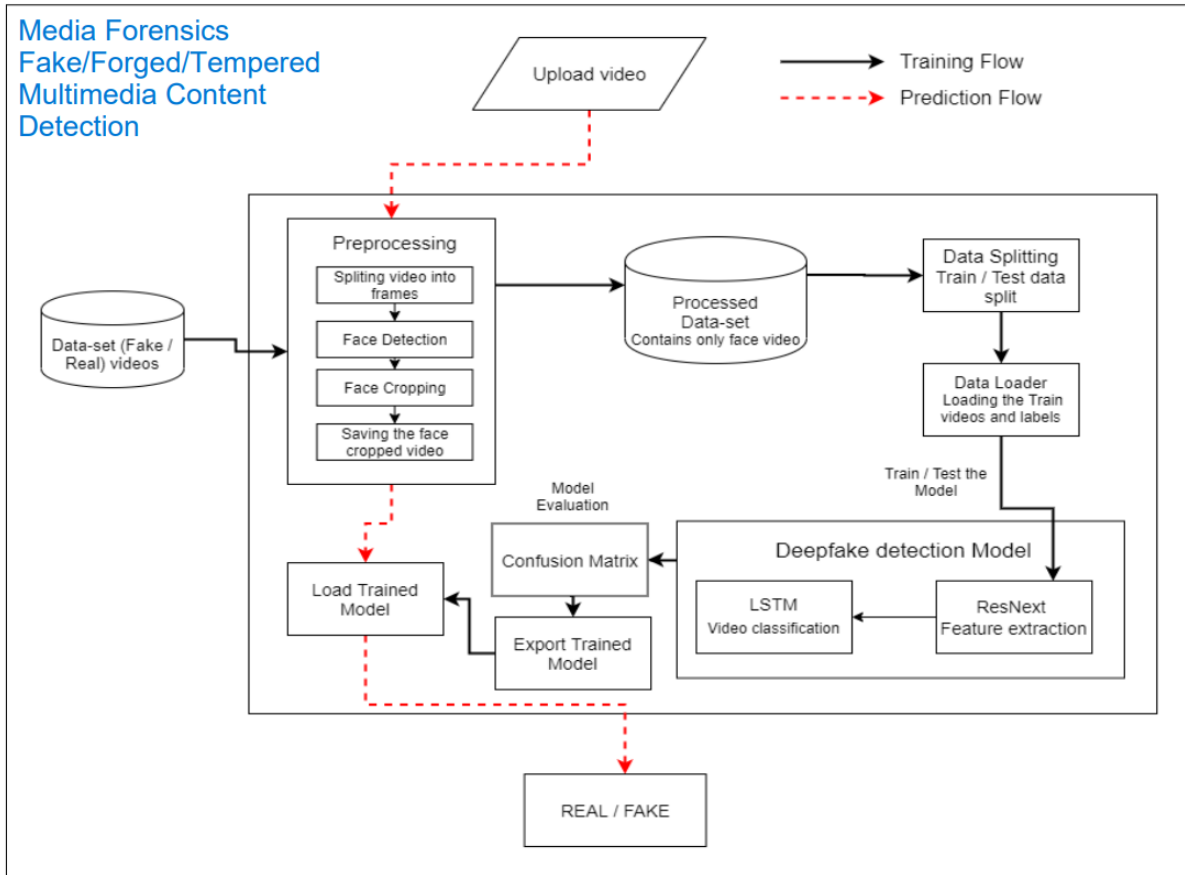 Media Forensics
Fake/Forged/Tempered
Multimedia Content
Detection
Upload video
Training Flow
Prediction Flow
Preprocessing
Spliting video into
frames
Face Detection
Face Cropping
Saving the face
cropped video
Data-set (Fake /
Real) videos
Processed
Data-set
Contains only face video
Data Splitting
Train / Test data
split
Data Loader
Loading the Train
videos and labels
Train / Test the
Model
Model
Evaluation
Confusion Matrix
Export Trained
Model
Load Trained
Model
Deepfake detection Model
LSTM
Video classification
ResNext
Feature extraction
REAL / FAKE